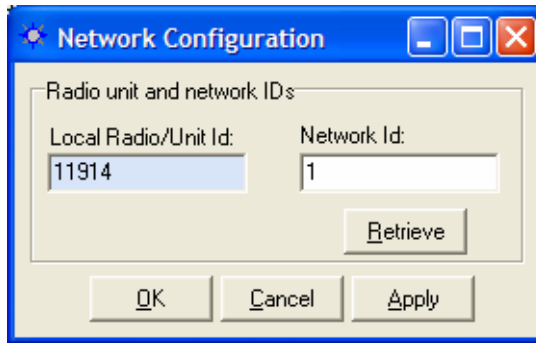 Network Configuration
Radio unit and network IDs
Local Radio/Unit Id: Network Id:
11914 1
Retrieve
OK Cancel Apply